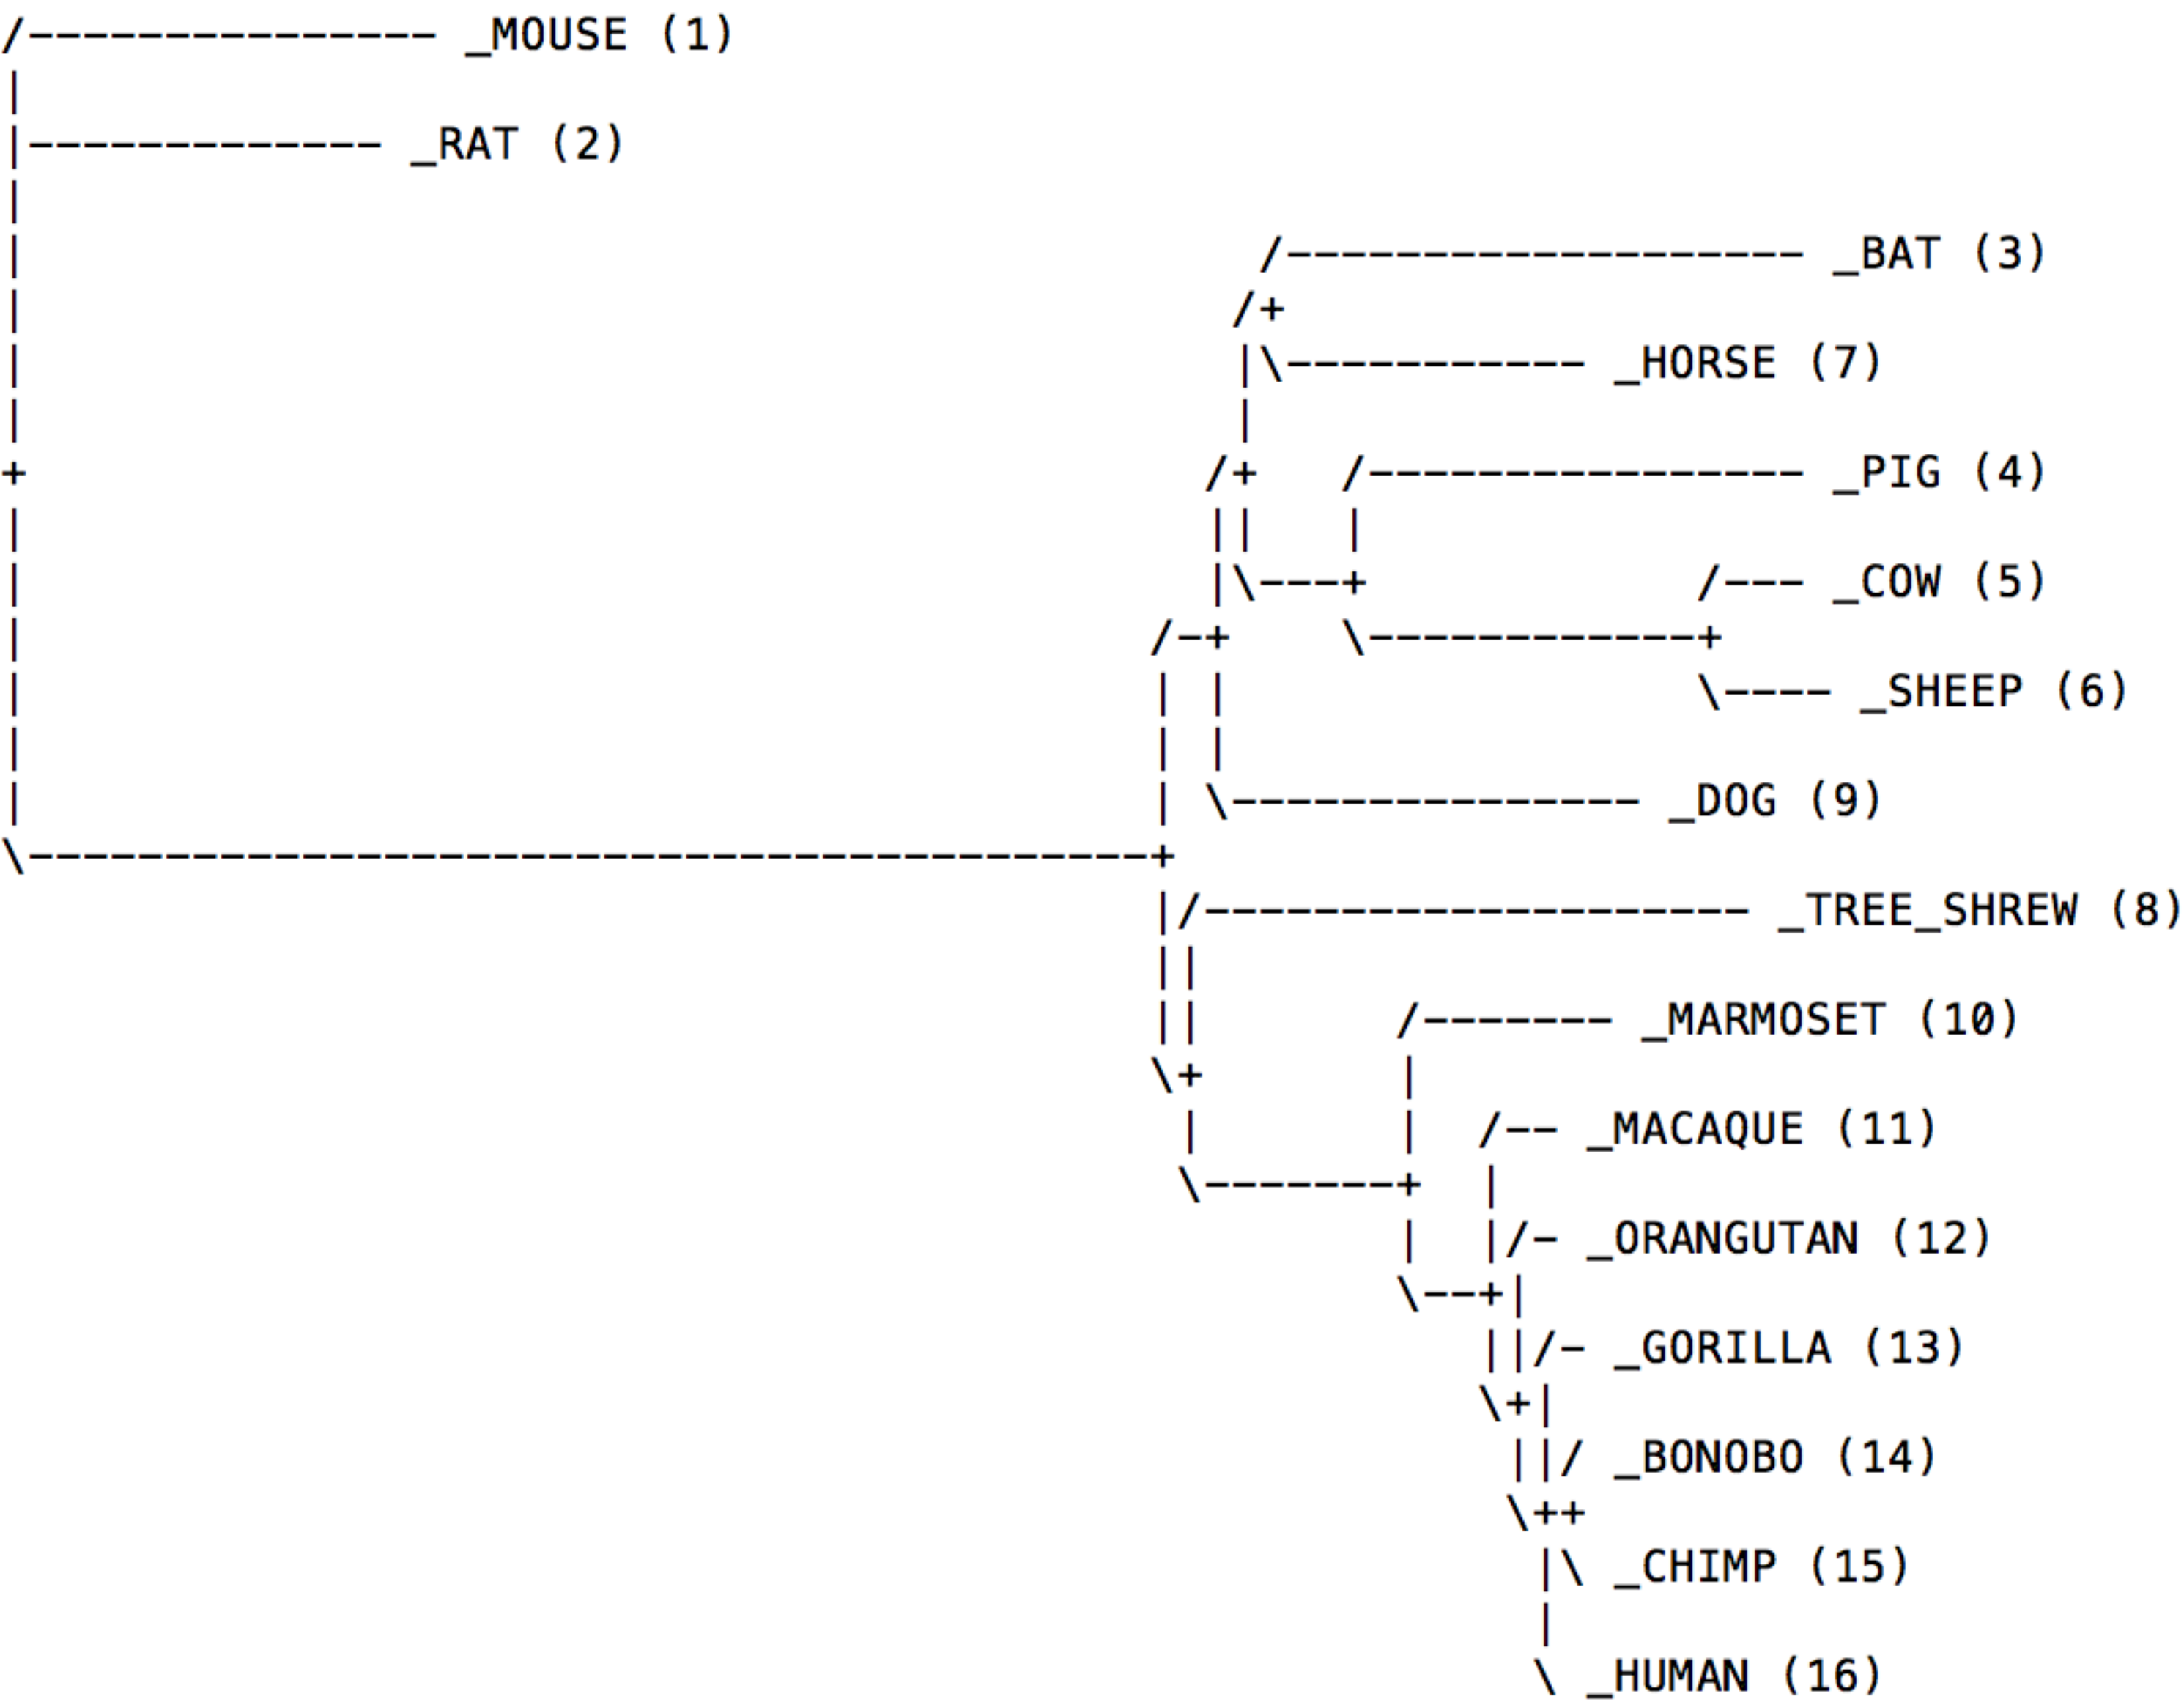 /--------------- _MOUSE (1)
|
|------------- _RAT (2)
|
|                                             /------------------- _BAT (3)
|                                            /+
|                                            |\----------- _HORSE (7)
|                                            |
+                                           /+   /---------------- _PIG (4)
|                                           ||   |
|                                           |\---+            /--- _COW (5)
|                                         /-+    \------------+
|                                         | |                 \---- _SHEEP (6)
|                                         | |
|                                         | \--------------- _DOG (9)
\-----------------------------------------+
                                          |/-------------------- _TREE_SHREW (8)
                                          ||
                                          ||       /------- _MARMOSET (10)
                                          \+       |
                                           |       |  /-- _MACAQUE (11)
                                           \-------+  |
                                                   |  |/- _ORANGUTAN (12)
                                                   \--+|
                                                      ||/- _GORILLA (13)
                                                      \+|
                                                       ||/ _BONOBO (14)
                                                       \++
                                                        |\ _CHIMP (15)
                                                        |
                                                        \ _HUMAN (16)